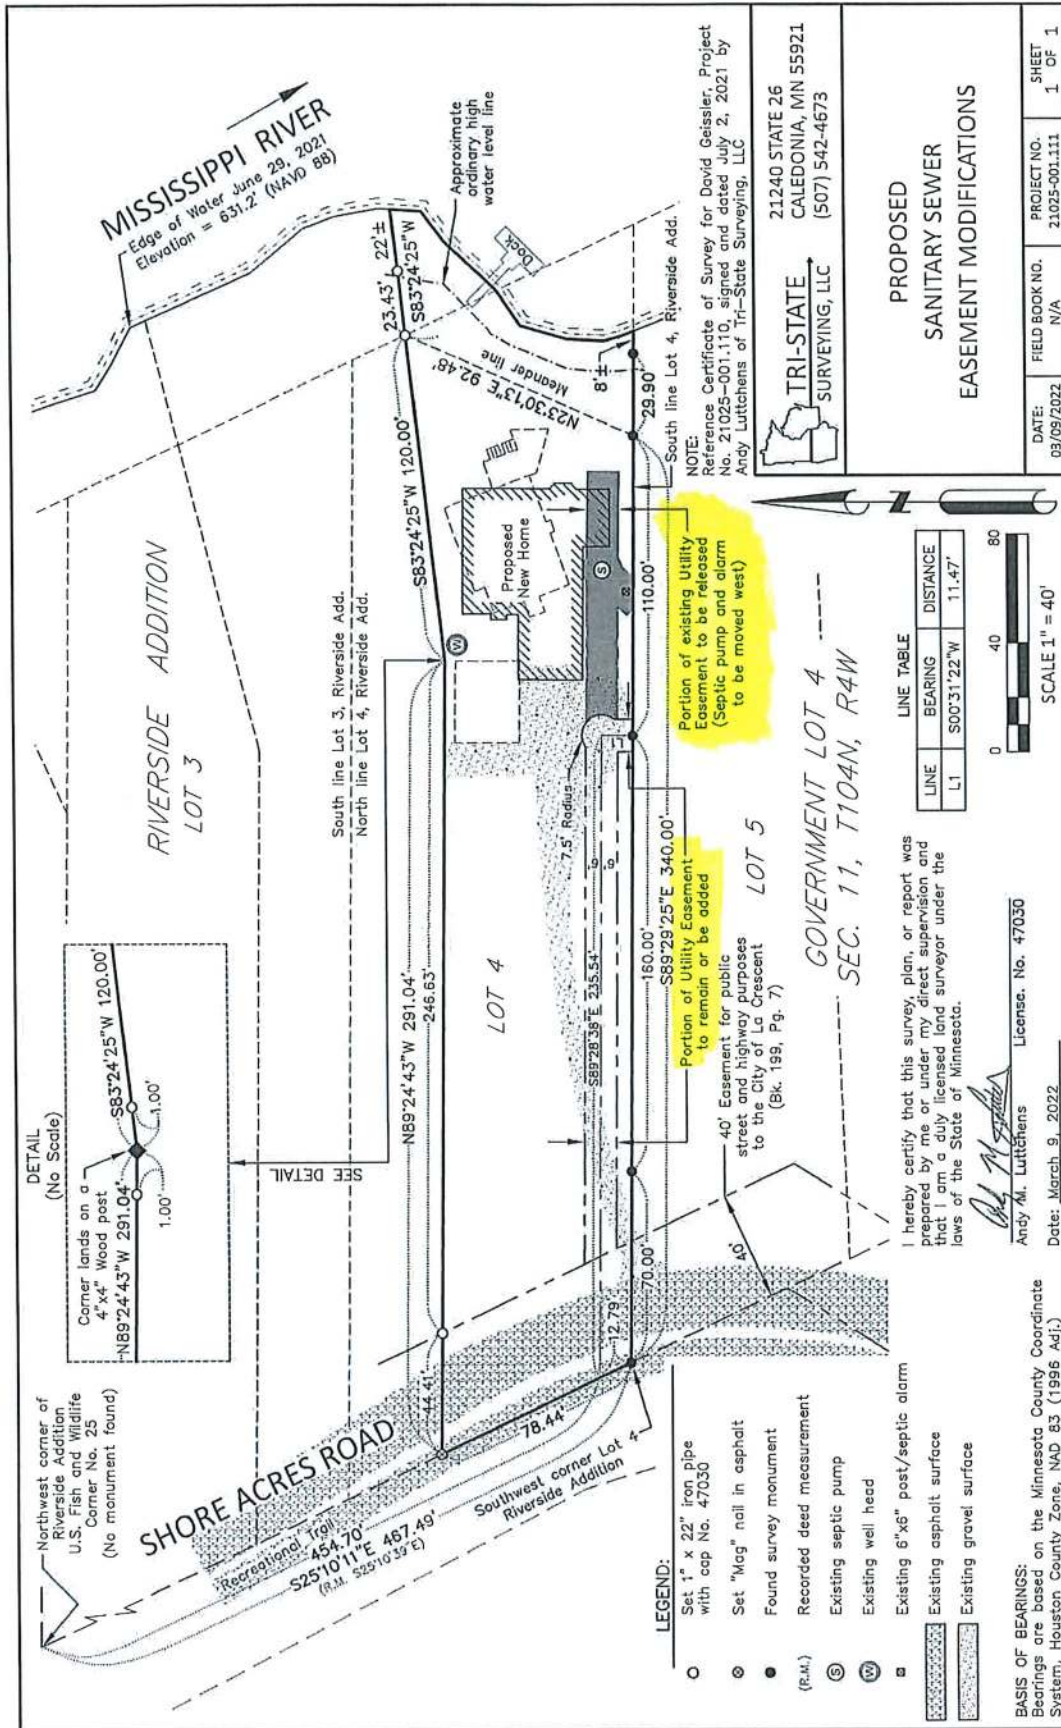 DETAIL
(No Scale)
Corner lands on a
4"x4" Wood post
N89°24'43"W 291.04'
S83°24'25"W 120.00'
1.00'
1.00'
SEE DETAIL
Northwest corner of
Riverside Addition
U.S. Fish and Wildlife
Corner No. 25
(No monument found)
RIVERSIDE ADDITION
LOT 3
MISSISSIPPI RIVER
Edge of Water June 29, 2021
Elevation = 631.2' (NAVD 88)
South line Lot 3, Riverside Add.
North line Lot 4, Riverside Add.
Approximate
ordinary high
water level line
SHORE ACRES ROAD
Recreational Trail
454.70'
S25°10'11"E 467.49'
(R.M. S25°10'39"E)
44.41'
N89°24'43"W 291.04'
246.63'
S83°24'25"W 120.00'
23.43'
22'±
S83°24'25"W
Dock
Meander line
N23°30'13"E 92.48'
LOT 4
W
Proposed
New Home
S
7.5' Radius
6'
6'
L1
S89°28'38"E 235.54'
12.79
78.44
Southwest corner Lot 4
Riverside Addition
70.00'
160.00'
S89°29'25"E 340.00'
110.00'
29.90'
8'±
South line Lot 4, Riverside Add.
Portion of Utility Easement
to remain or be added
Portion of existing Utility
Easement to be released
(Septic pump and alarm
to be moved west)
40' Easement for public
street and highway purposes
to the City of La Crescent
(Bk. 199, Pg. 7)
40'
LOT 5
GOVERNMENT LOT 4
SEC. 11, T104N, R4W
NOTE:
Reference Certificate of Survey for David Geissler, Project
No. 21025-001.110, signed and dated July 2, 2021 by
Andy Luttchens of Tri-State Surveying, LLC
LEGEND:
Set 1" x 22" iron pipe
with cap No. 47030
Set "Mag" nail in asphalt
Found survey monument
(R.M.) Recorded deed measurement
S Existing septic pump
W Existing well head
Existing 6"x6" post/septic alarm
Existing asphalt surface
Existing gravel surface
BASIS OF BEARINGS:
Bearings are based on the Minnesota County Coordinate
System, Houston County Zone, NAD 83 (1996 Adj.)
I hereby certify that this survey, plan, or report was
prepared by me or under my direct supervision and
that I am a duly licensed land surveyor under the
laws of the State of Minnesota.
Andy M. Luttchens License. No. 47030
Date: March 9, 2022
LINE TABLE
LINE BEARING DISTANCE
L1 S00°31'22"W 11.47'
0 40 80
SCALE 1" = 40'
N
TRI-STATE
SURVEYING, LLC
21240 STATE 26
CALEDONIA, MN 55921
(507) 542-4673
PROPOSED
SANITARY SEWER
EASEMENT MODIFICATIONS
DATE: 03/09/2022
FIELD BOOK NO. N/A
PROJECT NO. 21025-001.111
SHEET 1 OF 1